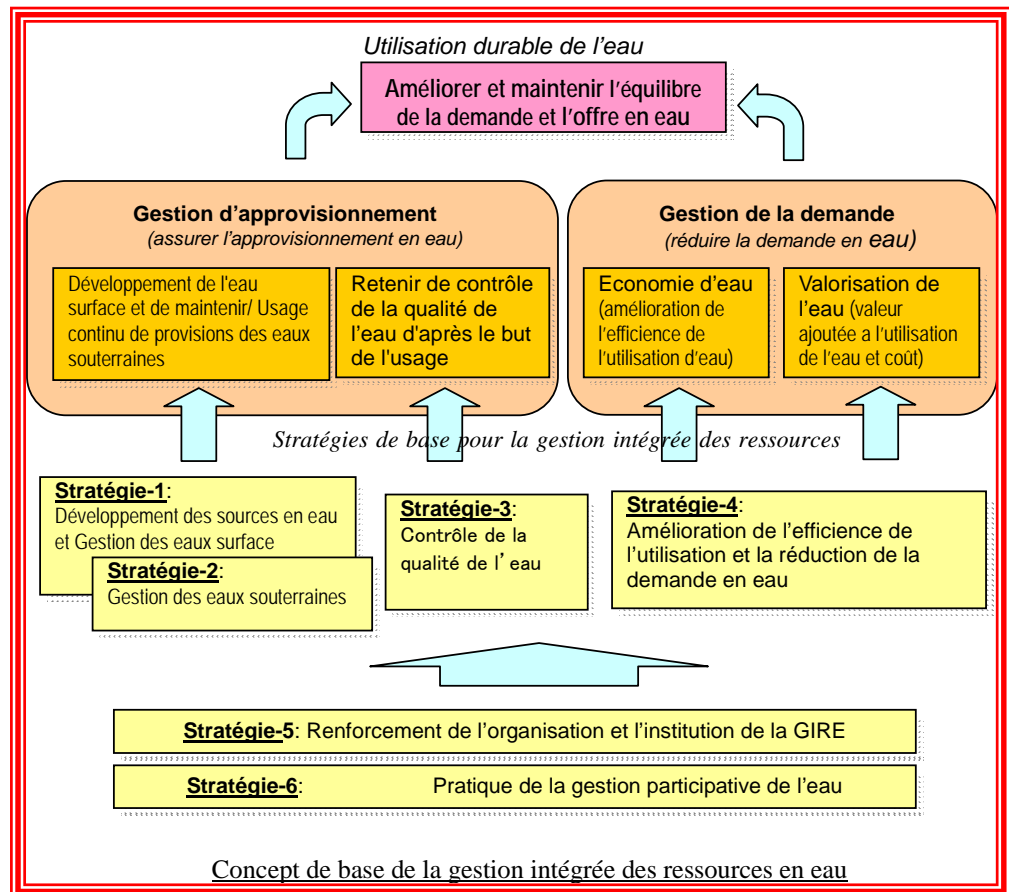 Utilisation durable de l'eau
Améliorer et maintenir l'équilibre
de la demande et l'offre en eau
Gestion d'approvisionnement
(assurer l'approvisionnement en eau)
Développement de l'eau
surface et de maintenir/ Usage
continu de provisions des eaux
souterraines
Retenir de contrôle
de la qualité de
l'eau d'après le but
de l'usage
Gestion de la demande
(réduire la demande en eau)
Economie d'eau
(amélioration de
l'efficience de
l'utilisation d'eau)
Valorisation de
l'eau (valeur
ajoutée a l'utilisation
de l'eau et coût)
Stratégies de base pour la gestion intégrée des ressources
Stratégie-1:
Développement des sources en eau
et Gestion des eaux surface
Stratégie-2:
Gestion des eaux souterraines
Stratégie-3:
Contrôle de la
qualité de l'eau
Stratégie-4:
Amélioration de l'efficience de
l'utilisation et la réduction de la
demande en eau
Stratégie-5: Renforcement de l'organisation et l'institution de la GIRE
Stratégie-6: Pratique de la gestion participative de l'eau
Concept de base de la gestion intégrée des ressources en eau